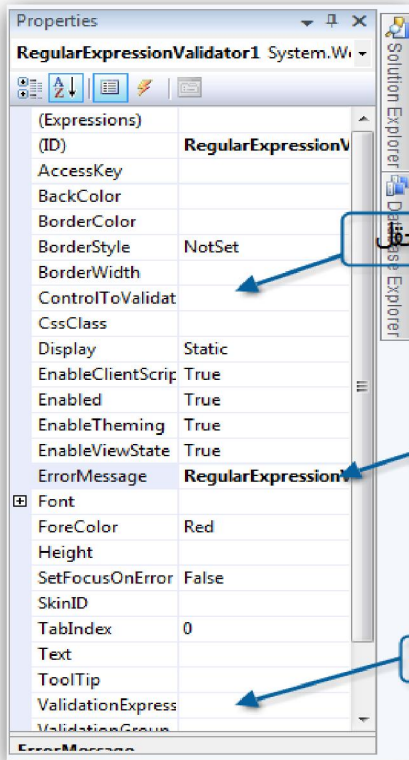 Properties
RegularExpressionValidator1 System.W
(Expressions)
(ID) RegularExpressionV
AccessKey
BackColor
BorderColor
BorderStyle NotSet
BorderWidth
ControlToValidat
CssClass
Display Static
EnableClientScrip True
Enabled True
EnableTheming True
EnableViewState True
ErrorMessage RegularExpressionV
Font
ForeColor Red
Height
SetFocusOnError False
SkinID
TabIndex 0
Text
ToolTip
ValidationExpress
ValidationGroup
ErrorMessage
Solution Explorer
Database Explorer